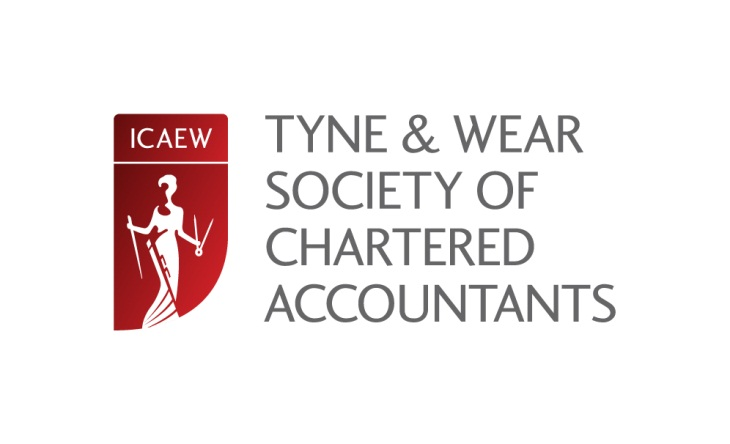 ICAEW
TYNE & WEAR
SOCIETY OF
CHARTERED
ACCOUNTANTS